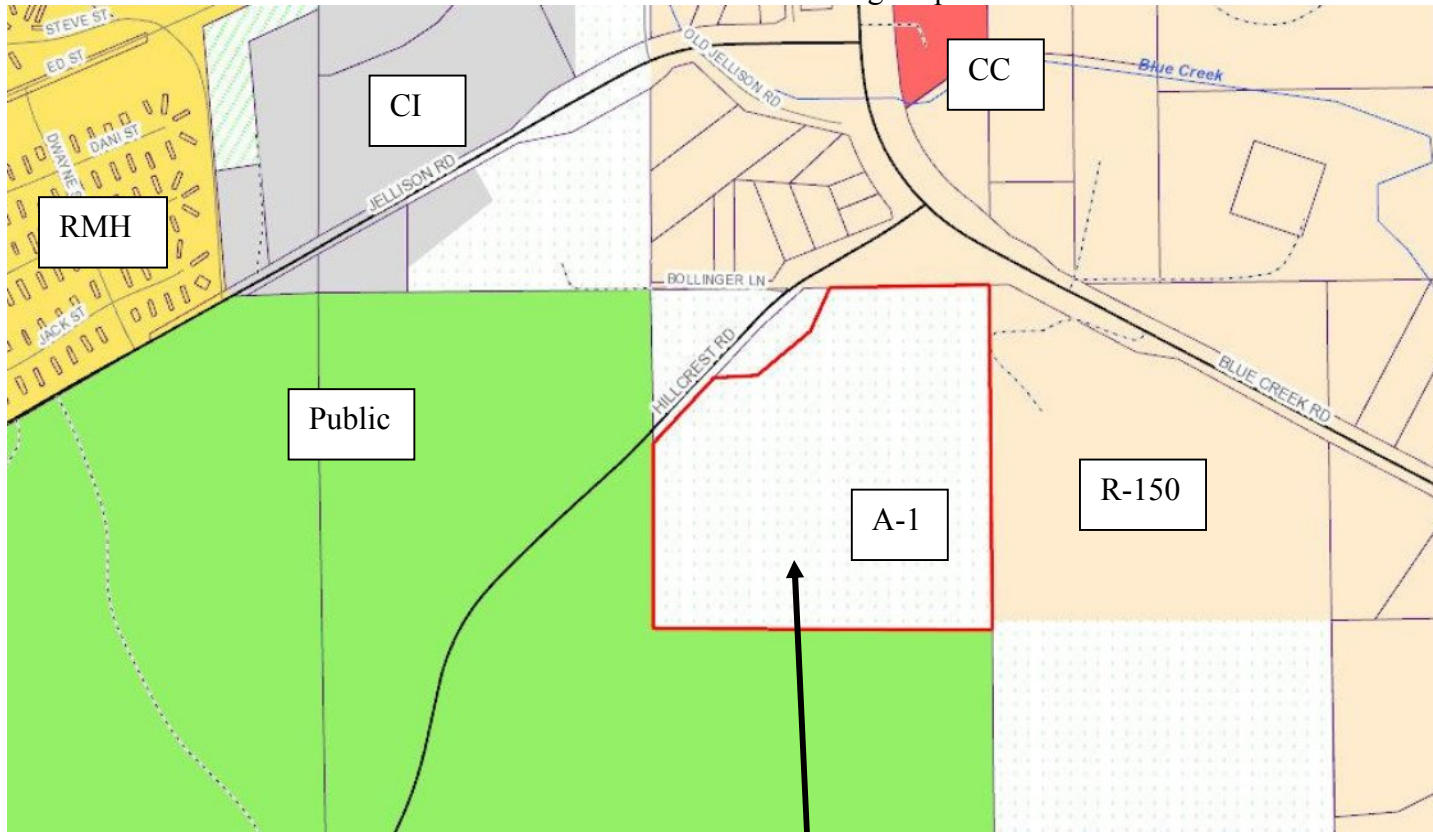 STEVE ST
ED ST
OLD JELLISON RD
CC
Blue Creek
CI
DANI ST
JELLISON RD
RMH
BOLLINGER LN
JACK ST
HILLCREST RD
BLUE CREEK RD
Public
R-150
A-1